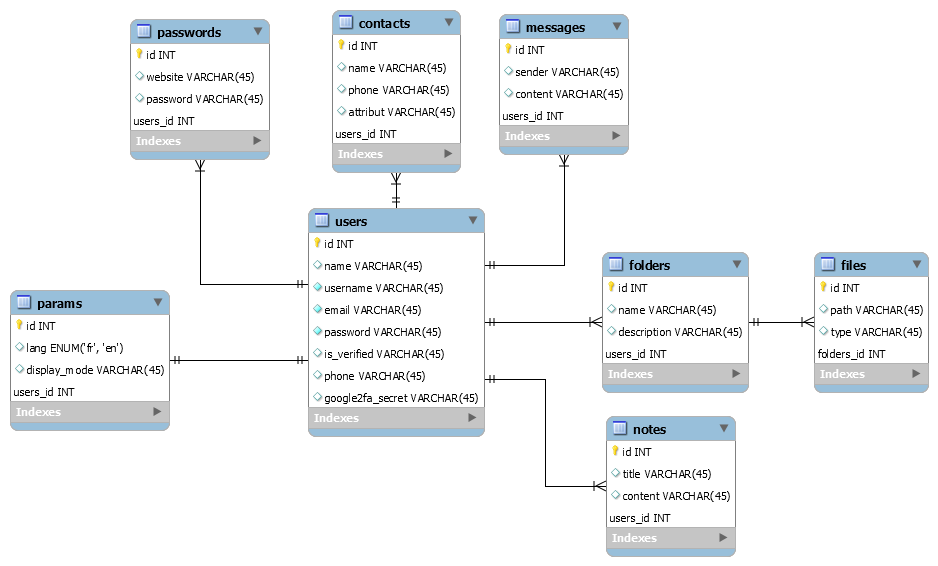 passwords
id INT
website VARCHAR(45)
password VARCHAR(45)
users_id INT
Indexes
contacts
id INT
name VARCHAR(45)
phone VARCHAR(45)
attribut VARCHAR(45)
users_id INT
Indexes
messages
id INT
sender VARCHAR(45)
content VARCHAR(45)
users_id INT
Indexes
params
id INT
lang ENUM('fr', 'en')
display_mode VARCHAR(45)
users_id INT
Indexes
users
id INT
name VARCHAR(45)
username VARCHAR(45)
email VARCHAR(45)
password VARCHAR(45)
is_verified VARCHAR(45)
phone VARCHAR(45)
google2fa_secret VARCHAR(45)
Indexes
folders
id INT
name VARCHAR(45)
description VARCHAR(45)
users_id INT
Indexes
files
id INT
path VARCHAR(45)
type VARCHAR(45)
folders_id INT
Indexes
notes
id INT
title VARCHAR(45)
content VARCHAR(45)
users_id INT
Indexes